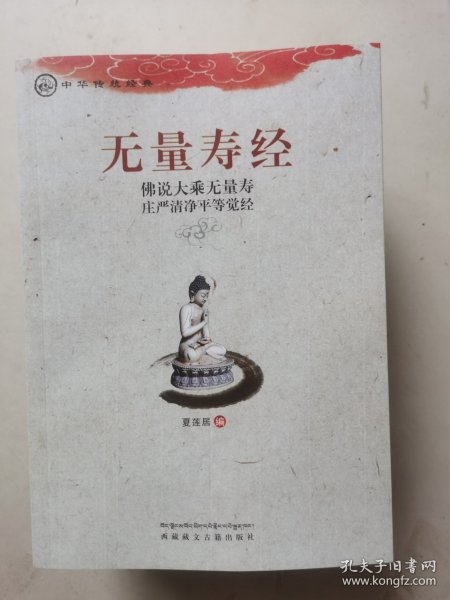 中华传统经典
无量寿经
佛说大乘无量寿
庄严清净平等觉经
夏莲居 编
西藏藏文古籍出版社
孔夫子旧书网
www.kongfz.com